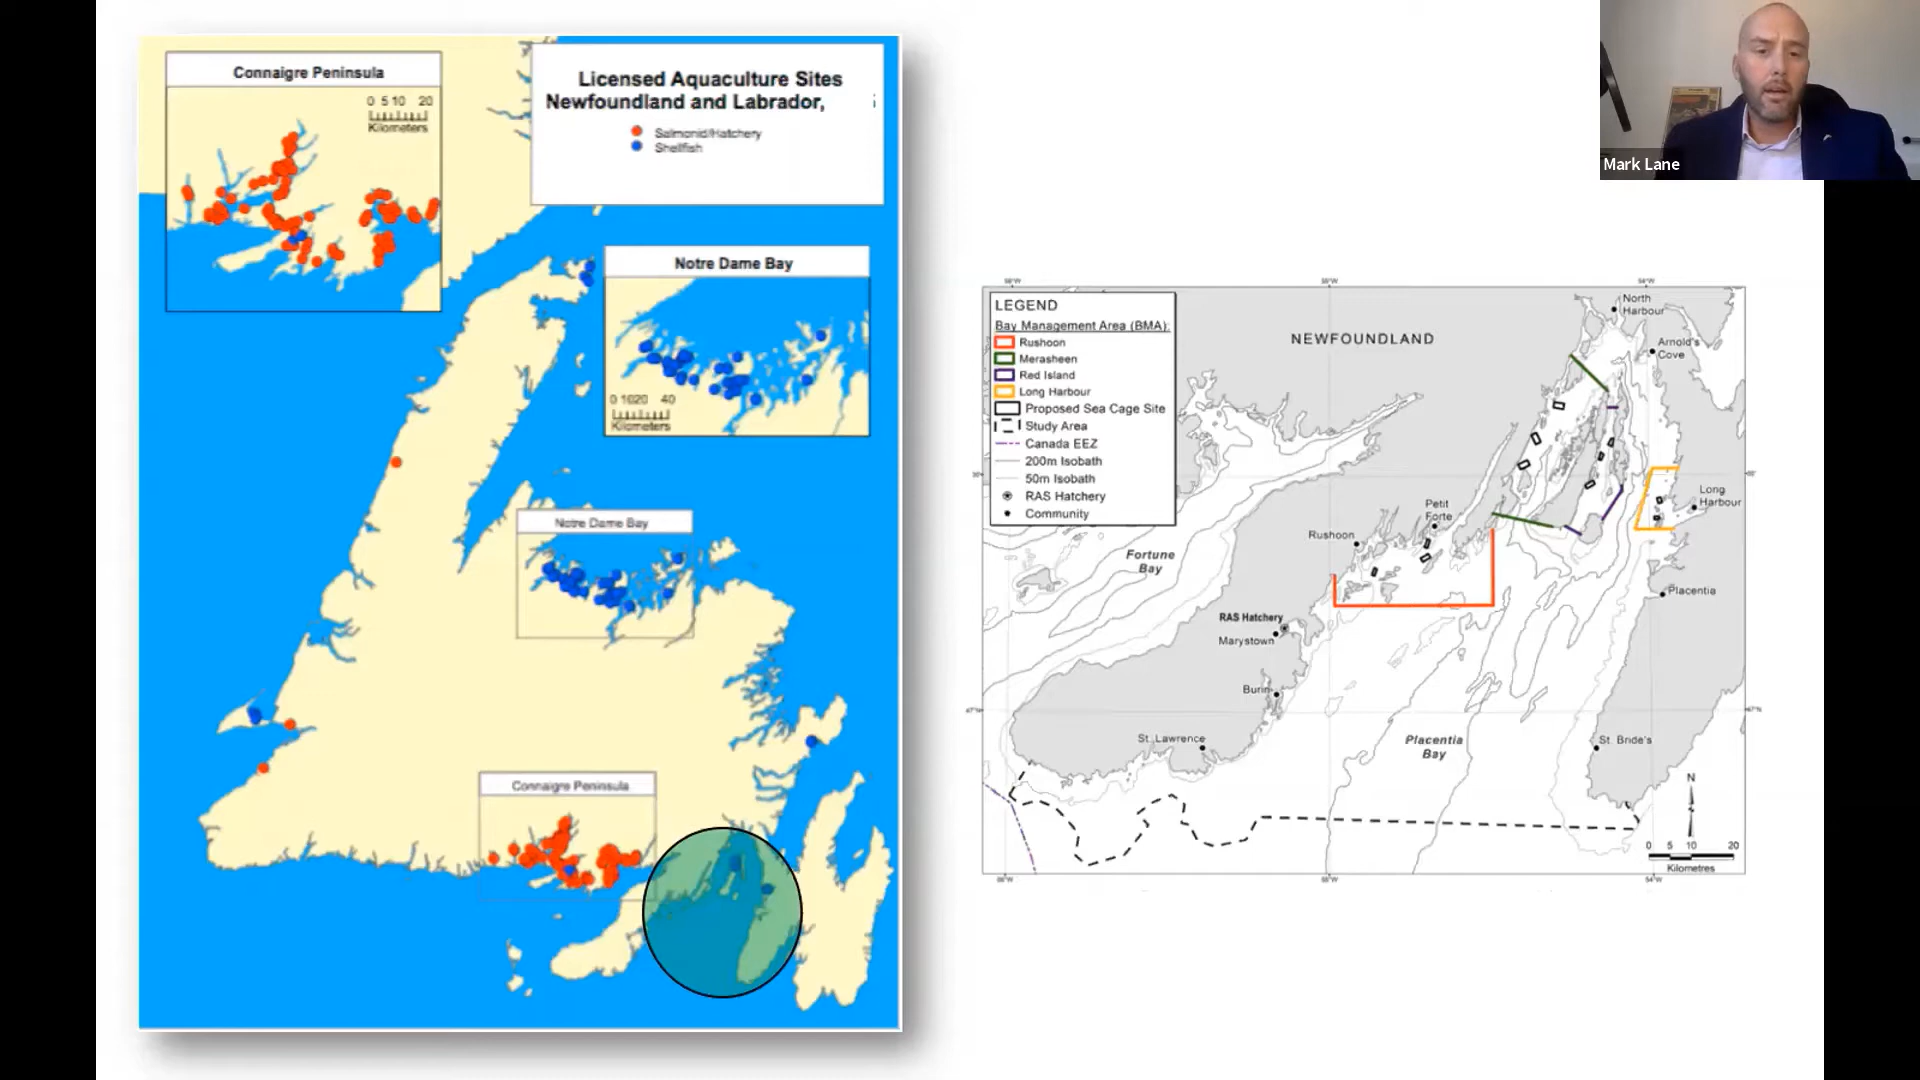 Connaigre Peninsula
0 5 10 20
Kilometers
Licensed Aquaculture Sites
Newfoundland and Labrador,
Salmonid/Hatchery
Shellfish
Notre Dame Bay
0 1020 40
Kilometers
Notre Dame Bay
Connaigre Peninsula
Mark Lane
LEGEND
Bay Management Area (BMA):
Rushoon
Merasheen
Red Island
Long Harbour
Proposed Sea Cage Site
Study Area
Canada EEZ
200m Isobath
50m Isobath
RAS Hatchery
Community
NEWFOUNDLAND
North
Harbour
Arnold's
Cove
Long
Harbour
Petit
Forte
Rushoon
Fortune
Bay
Placentia
RAS Hatchery
Marystown
Burin
St. Lawrence
Placentia
Bay
St. Bride's
N
0 5 10 20
Kilometres